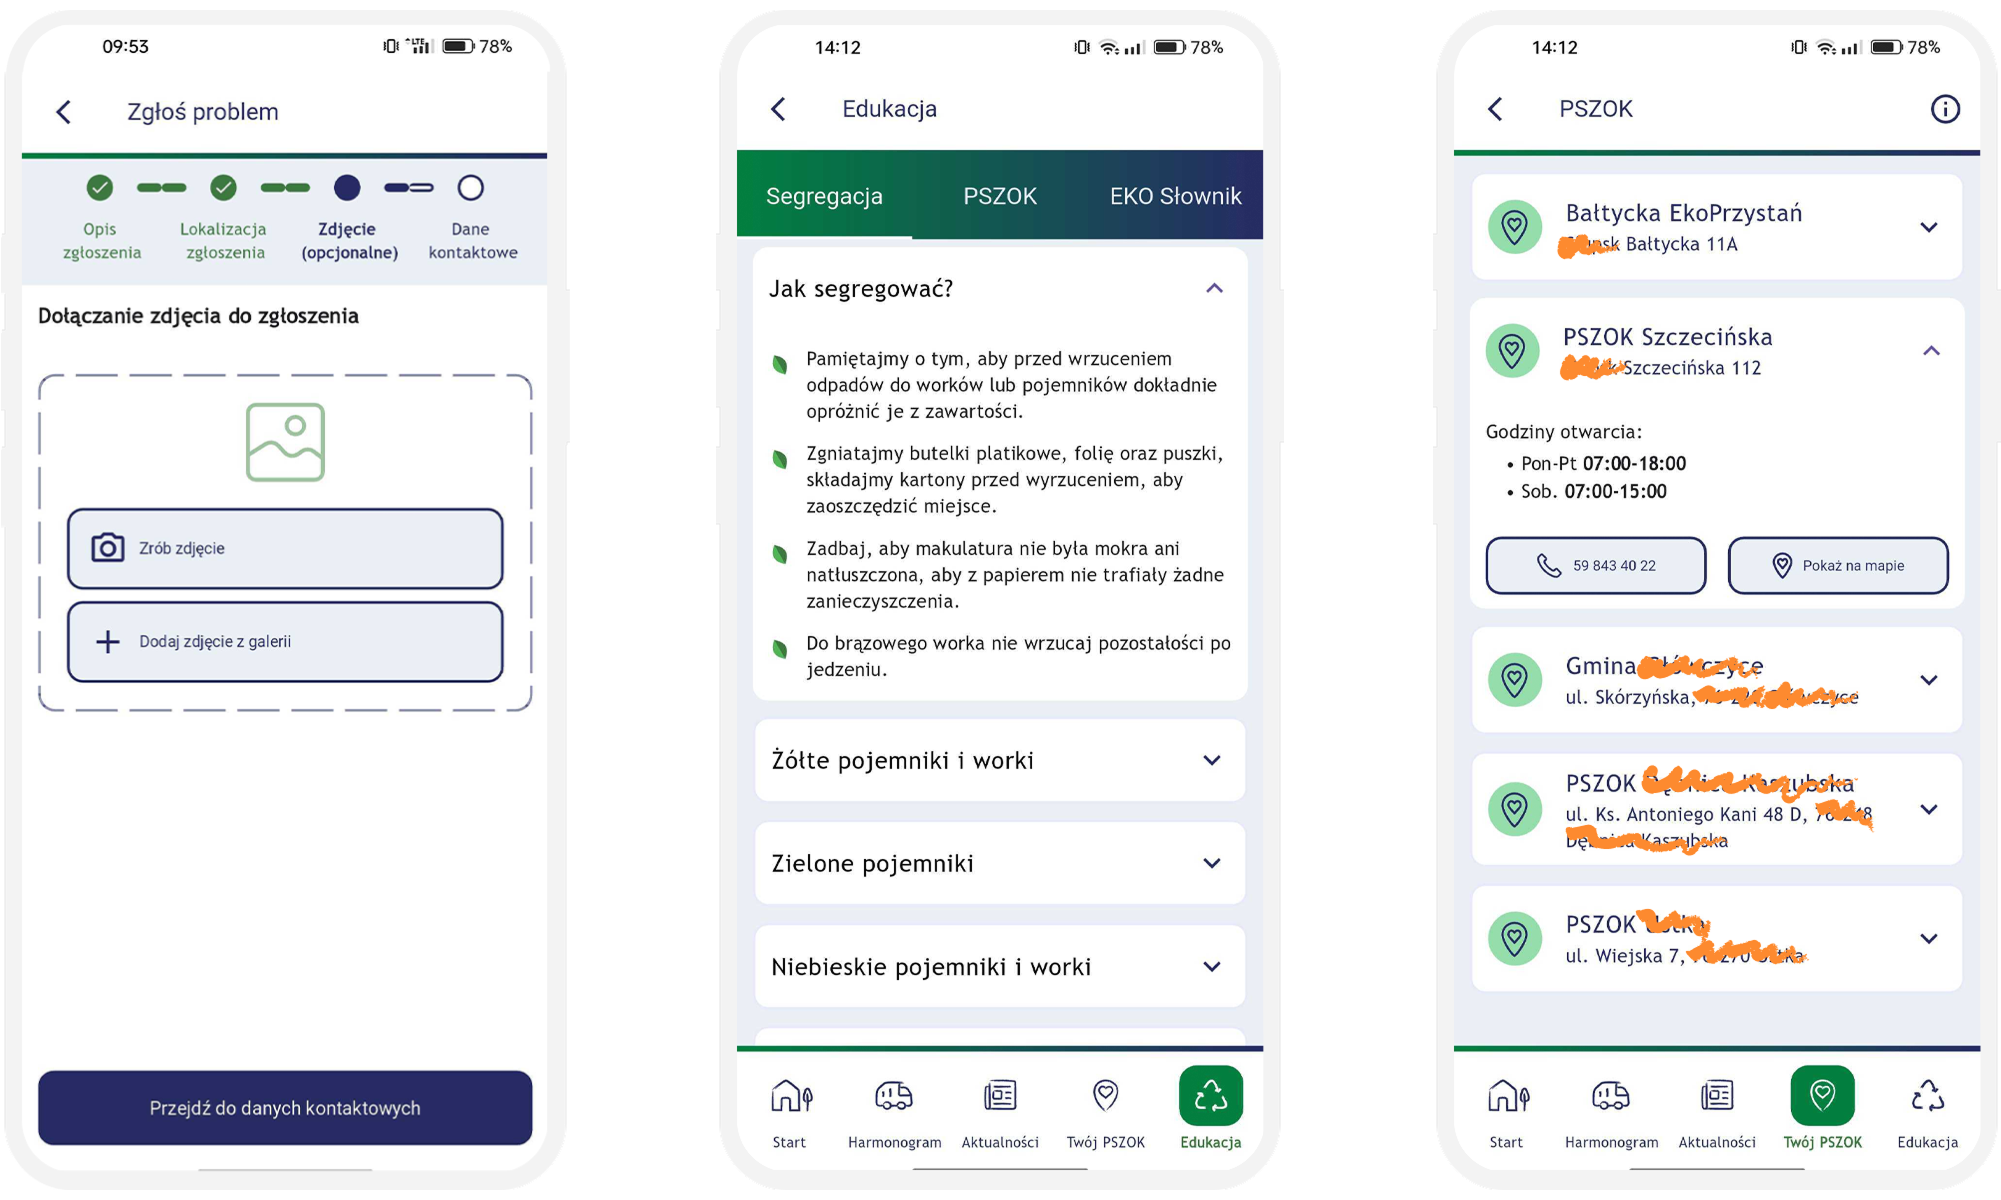 09:53
LTE
78%
Zgłoś problem
Opis
zgłoszenia
Lokalizacja
zgłoszenia
Zdjęcie
(opcjonalne)
Dane
kontaktowe
Dołączanie zdjęcia do zgłoszenia
Zrób zdjęcie
Dodaj zdjęcie z galerii
Przejdź do danych kontaktowych
14:12
78%
Edukacja
Segregacja
PSZOK
EKO Słownik
Jak segregować?
Pamiętajmy o tym, aby przed wrzuceniem
odpadów do worków lub pojemników dokładnie
opróżnić je z zawartości.
Zgniatajmy butelki platikowe, folię oraz puszki,
składajmy kartony przed wyrzuceniem, aby
zaoszczędzić miejsce.
Zadbaj, aby makulatura nie była mokra ani
natłuszczona, aby z papierem nie trafiały żadne
zanieczyszczenia.
Do brązowego worka nie wrzucaj pozostałości po
jedzeniu.
Żółte pojemniki i worki
Zielone pojemniki
Niebieskie pojemniki i worki
Start
Harmonogram
Aktualności
Twój PSZOK
Edukacja
14:12
78%
PSZOK
Bałtycka EkoPrzystań
Bałtycka 11A
PSZOK Szczecińska
Szczecińska 112
Godziny otwarcia:
• Pon-Pt 07:00-18:00
• Sob. 07:00-15:00
59 843 40 22
Pokaż na mapie
Gmina
ul. Skórzyńska,
PSZOK
ul. Ks. Antoniego Kani 48 D,
PSZOK
ul. Wiejska 7,
Start
Harmonogram
Aktualności
Twój PSZOK
Edukacja